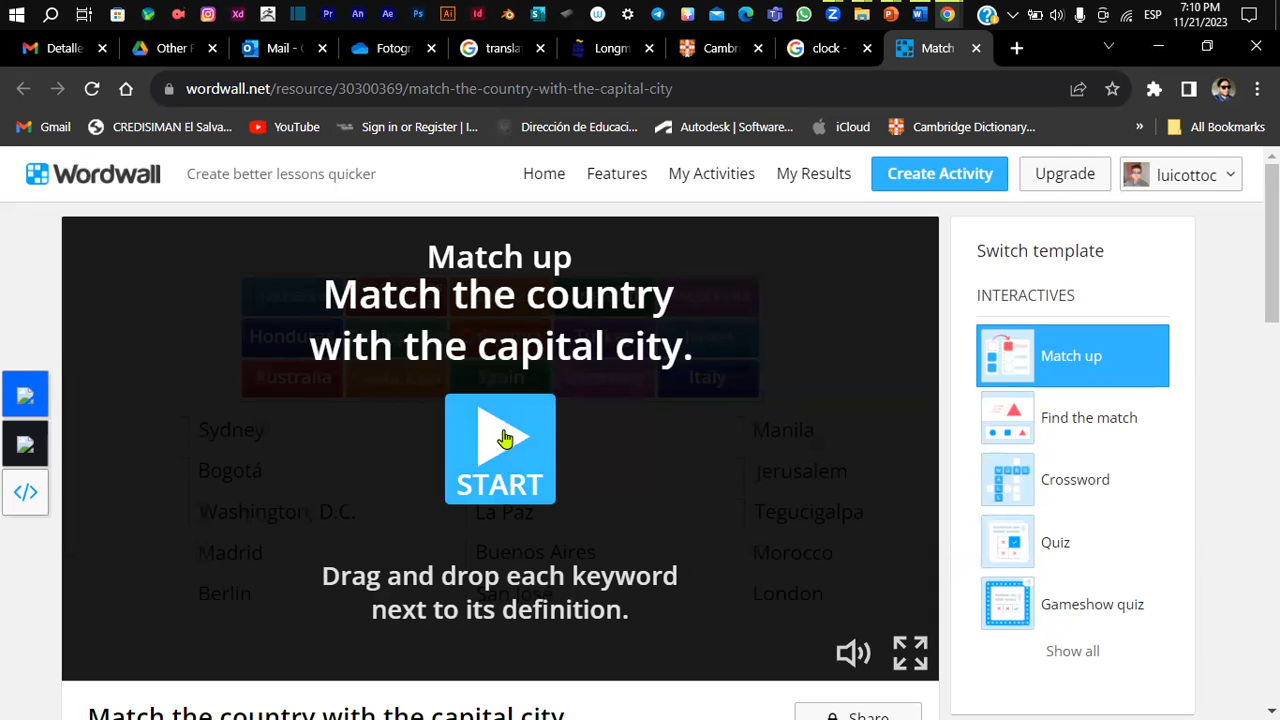 7:10 PM
ESP
11/21/2023
Detalle
Other F
Mail - C
Fotogr
transla
Longm
Cambri
clock -
Match
wordwall.net/resource/30300369/match-the-country-with-the-capital-city
Gmail
CREDISIMAN El Salva...
YouTube
Sign in or Register | I...
Dirección de Educaci...
Autodesk | Software...
iCloud
Cambridge Dictionary...
»
All Bookmarks
Wordwall
Create better lessons quicker
Home
Features
My Activities
My Results
Create Activity
Upgrade
luicottoc
Match up
Match the country
with the capital city.
Australia
Spain
Italy
Sydney
Manila
Bogotá
Jerusalem
START
Washington, D.C.
La Paz
Tegucigalpa
Madrid
Buenos Aires
Morocco
Drag and drop each keyword
Berlin
San José
London
next to its definition.
Switch template
INTERACTIVES
Match up
Find the match
Crossword
Quiz
Gameshow quiz
Show all
Match the country with the capital city.
Share